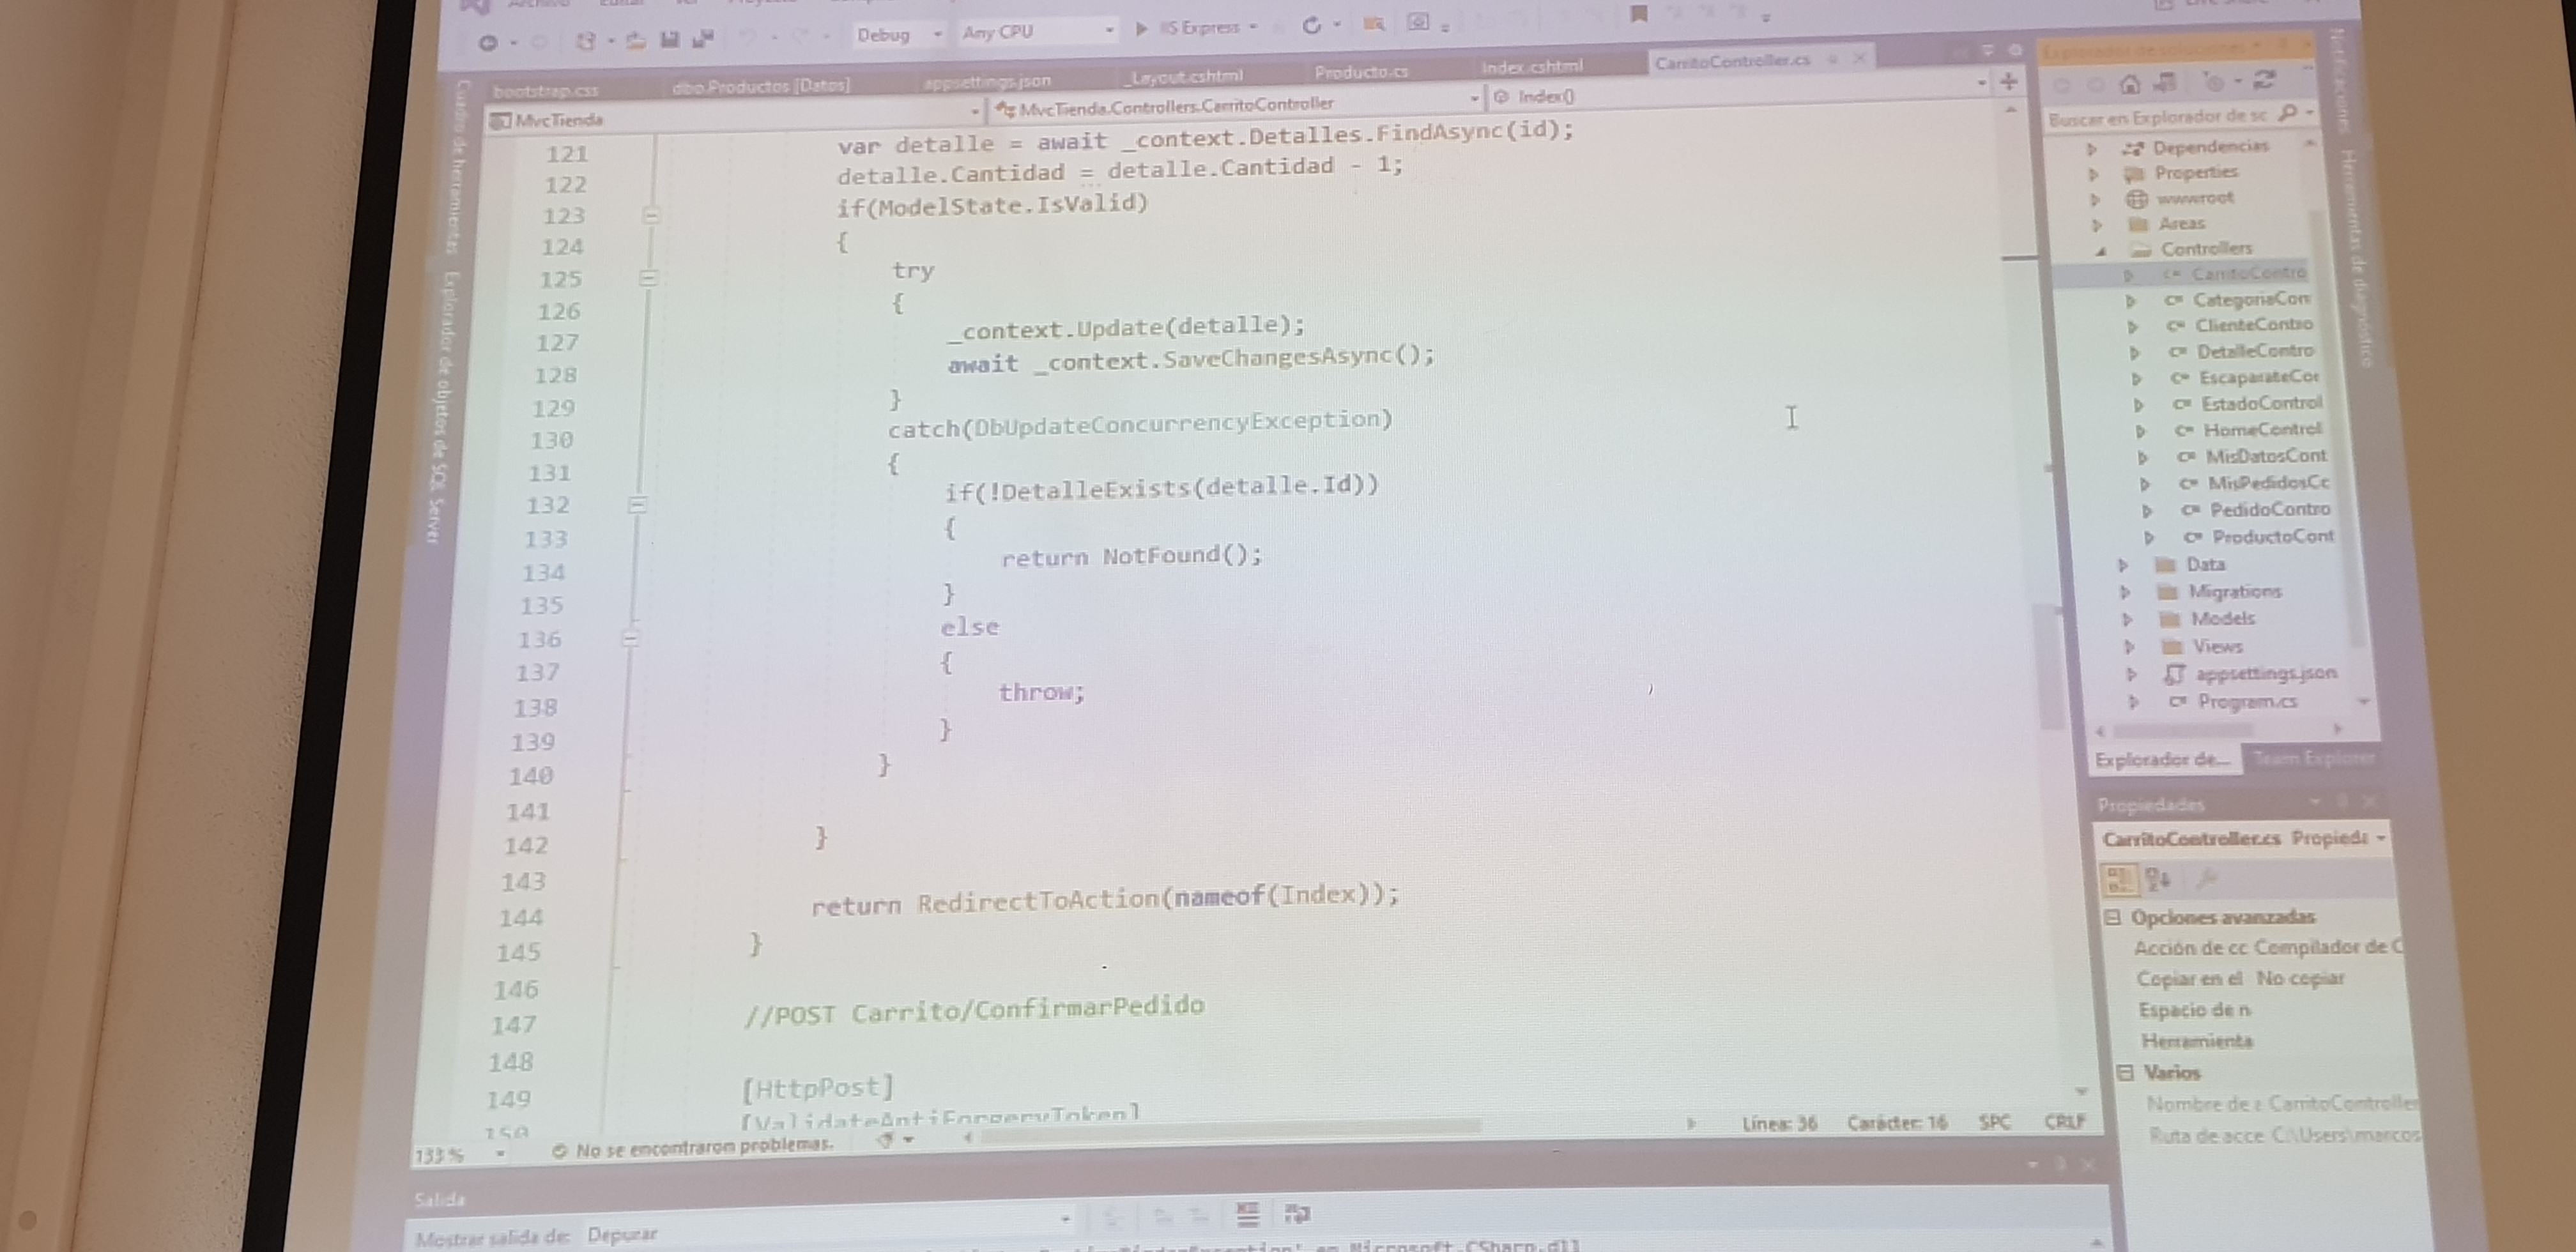 Debug Any CPU IIS Express
bootstrap.css dbo.Productos [Datos] appsettings.json _Layout.cshtml Producto.cs Index.cshtml CarritoController.cs
MvcTienda MvcTienda.Controllers.CarritoController Index()
121 var detalle = await _context.Detalles.FindAsync(id);
122 detalle.Cantidad = detalle.Cantidad - 1;
123 if(ModelState.IsValid)
124 {
125 try
126 {
127 _context.Update(detalle);
128 await _context.SaveChangesAsync();
129 }
130 catch(DbUpdateConcurrencyException)
131 {
132 if(!DetalleExists(detalle.Id))
133 {
134 return NotFound();
135 }
136 else
137 {
138 throw;
139 }
140 }
141
142 }
143
144 return RedirectToAction(nameof(Index));
145 }
146
147 //POST Carrito/ConfirmarPedido
148
149 [HttpPost]
150 [ValidateAntiForgeryToken]
133 % No se encontraron problemas. Línea: 36 Carácter: 16 SPC CRLF
Salida
Mostrar salida de: Depurar
Microsoft.CSharp.dll
Cuadro de herramientas Explorador de objetos de SQL Server
Explorador de soluciones
Buscar en Explorador de sc
Dependencias
Properties
wwwroot
Areas
Controllers
CarritoContro
CategoriaCon
ClienteContro
DetalleContro
EscaparateCor
EstadoControl
HomeControl
MisDatosCont
MisPedidosCc
PedidoContro
ProductoCont
Data
Migrations
Models
Views
appsettings.json
Program.cs
Explorador de... Team Explorer
Propiedades
CarritoController.cs Propieda
Opciones avanzadas
Acción de cc Compilador de C
Copiar en el No copiar
Espacio de n
Herramienta
Varios
Nombre de a CarritoController
Ruta de acce C:\Users\marcos
Notificaciones Herramientas de diagnóstico